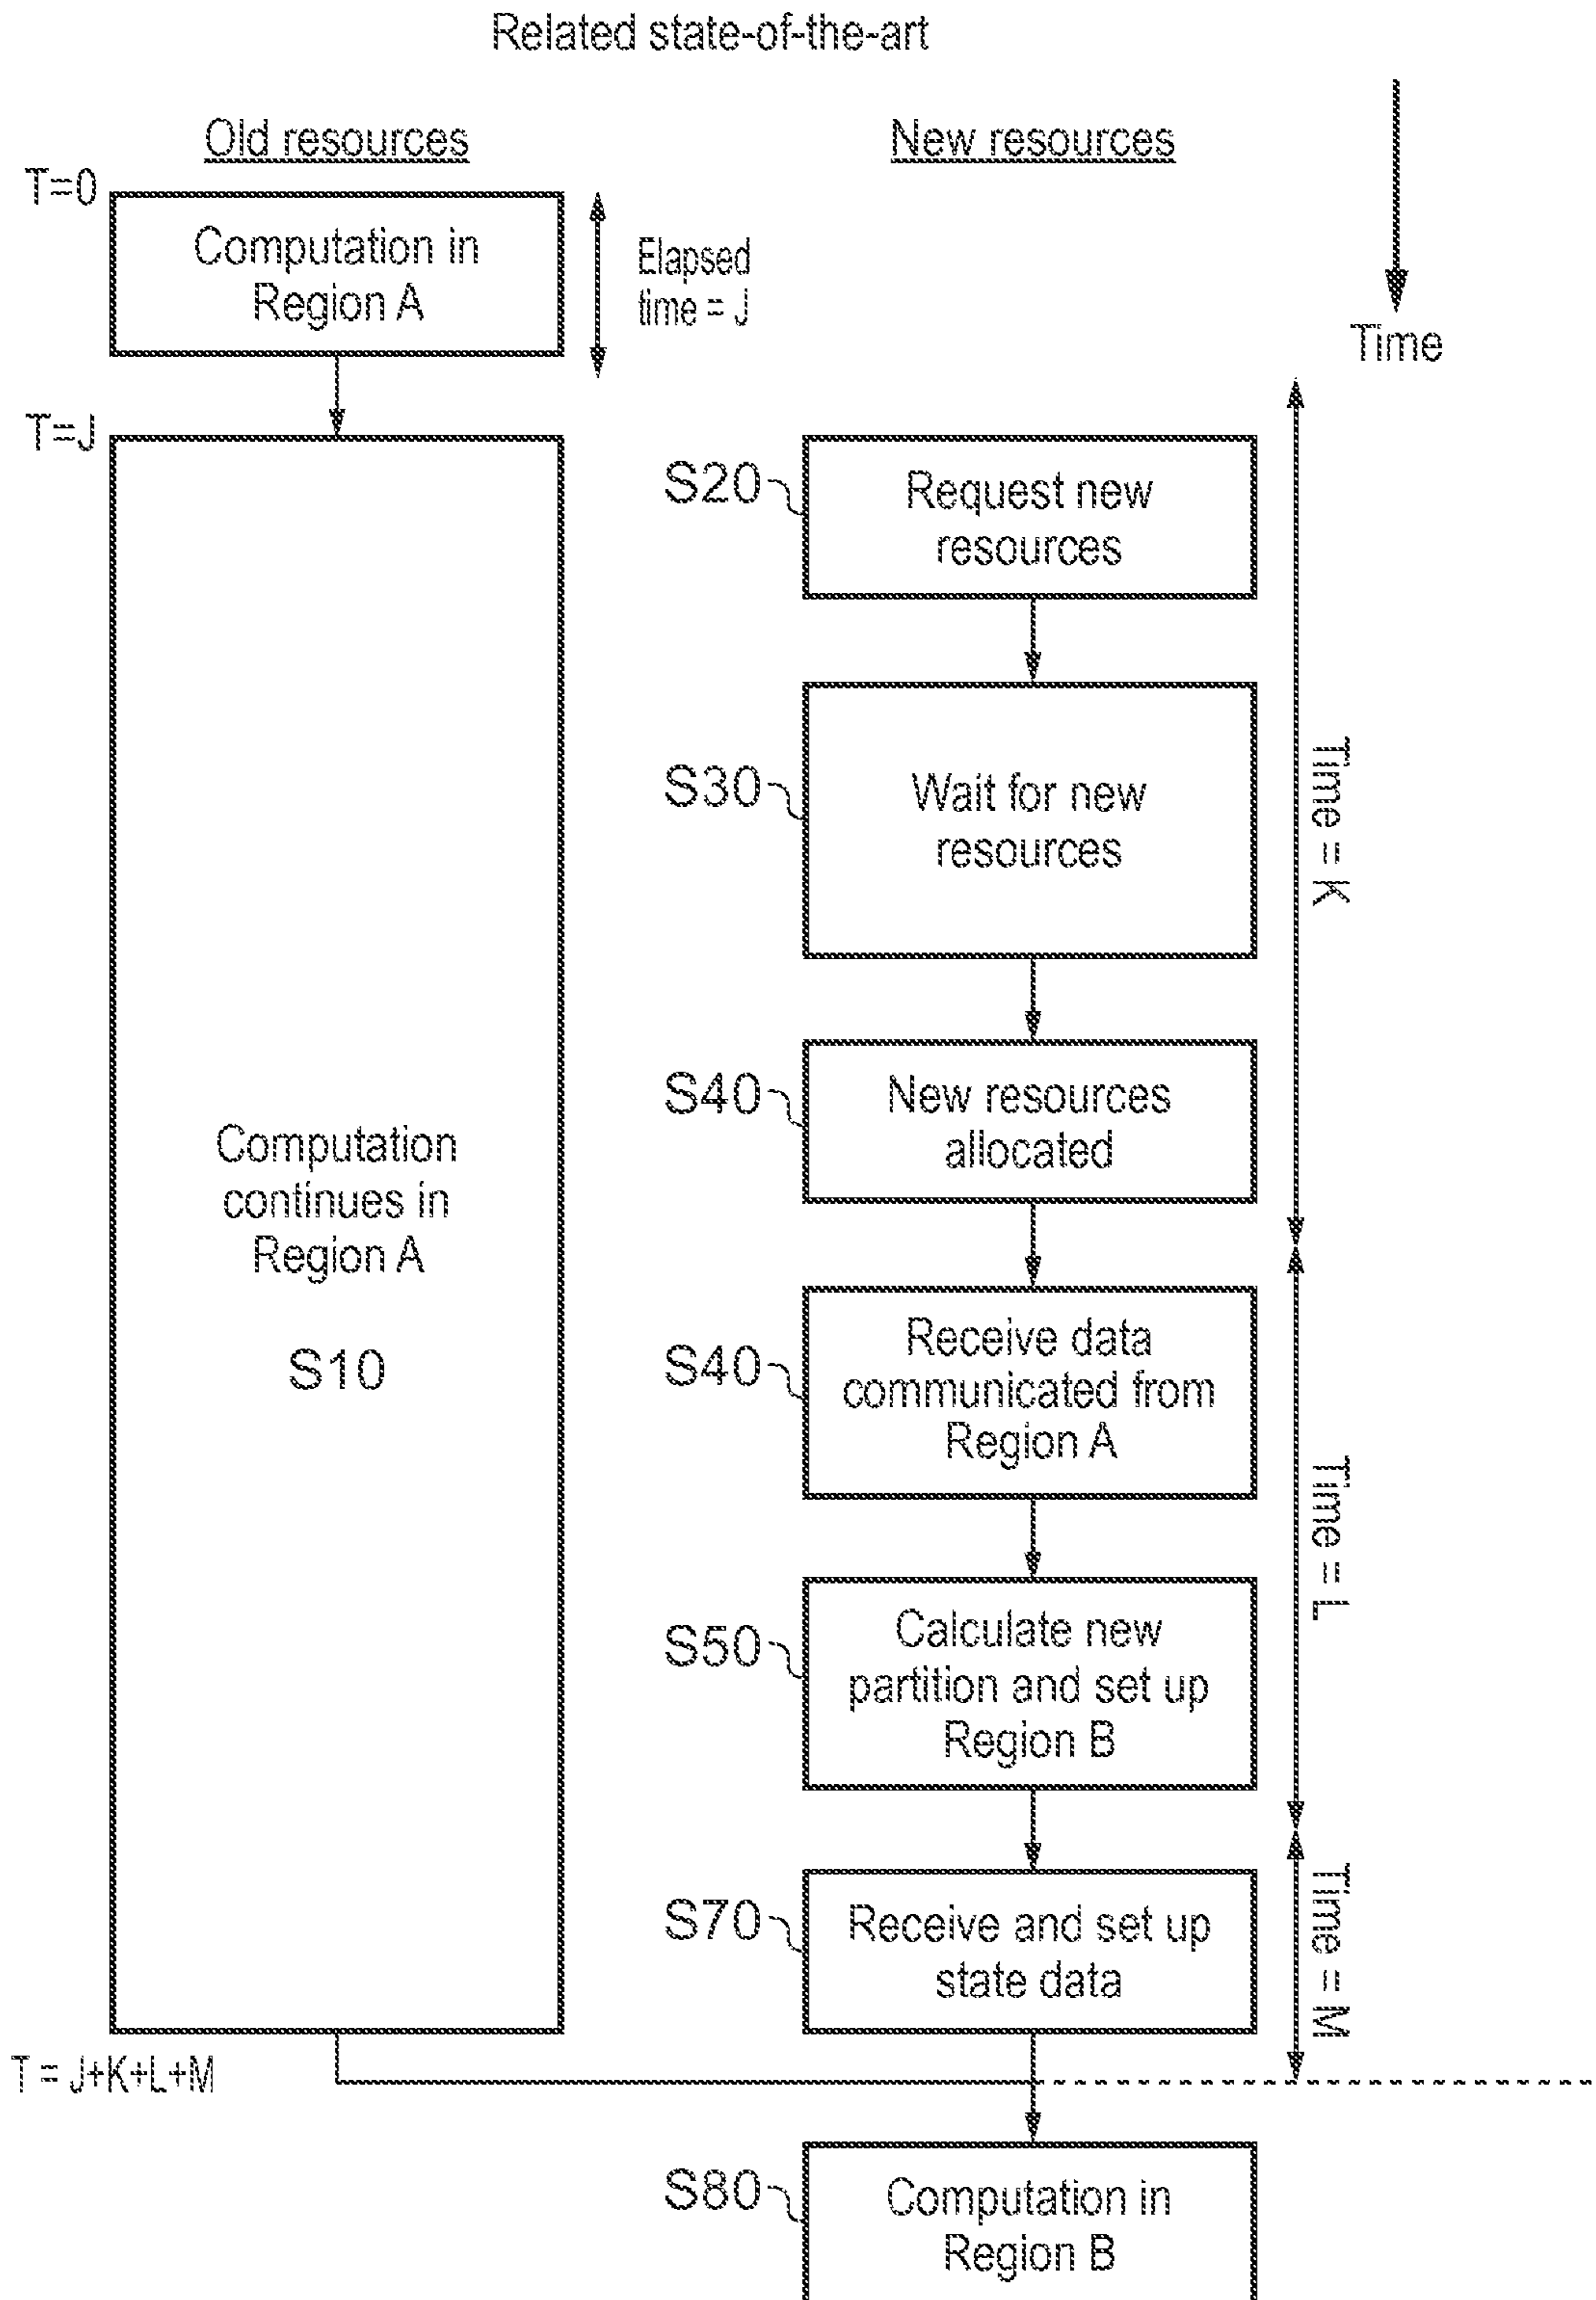 Related state-of-the-art
Old resources
New resources
T=0
Computation in
Region A
Elapsed
time = J
Time
T=J
S20
Request new
resources
S30
Wait for new
resources
Time = K
S40
New resources
allocated
Computation
continues in
Region A
S10
S40
Receive data
communicated from
Region A
Time = L
S50
Calculate new
partition and set up
Region B
S70
Receive and set up
state data
Time = M
T = J+K+L+M
S80
Computation in
Region B